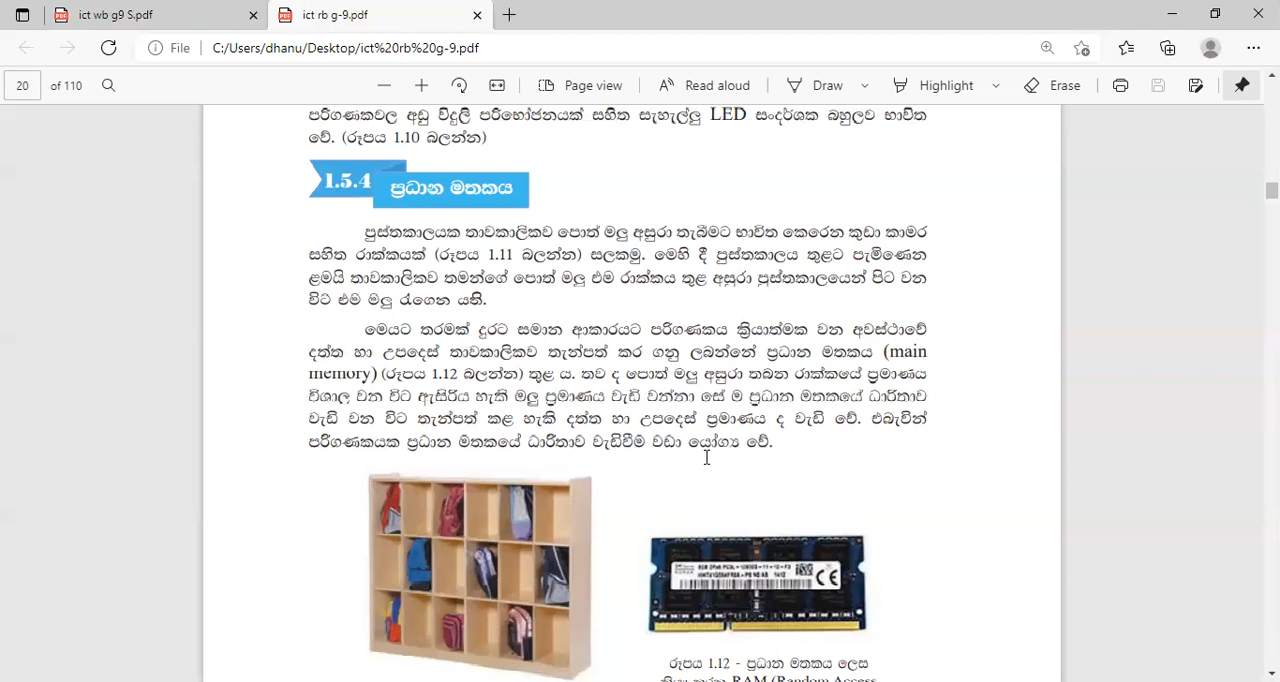 ict wb g9 S.pdf
ict rb g-9.pdf
File
C:/Users/dhanu/Desktop/ict%20rb%20g-9.pdf
20 of 110
Page view
Read aloud
Draw
Highlight
Erase
පරිගණකවල අඩු විදුලි පරිභෝජනයක් සහිත සැහැල්ලු LED සංදර්ශක බහුලව භාවිත
වේ. (රූපය 1.10 බලන්න)
1.5.4 ප්‍රධාන මතකය
පුස්තකාලයක තාවකාලිකව පොත් මලු අසුරා තැබීමට භාවිත කෙරෙන කුඩා කාමර
සහිත රාක්කයක් (රූපය 1.11 බලන්න) සලකමු. මෙහි දී පුස්තකාලය තුළට පැමිණෙන
ළමයි තාවකාලිකව තමන්ගේ පොත් මලු එම රාක්කය තුළ අසුරා පුස්තකාලයෙන් පිට වන
විට එම මලු රැගෙන යති.
මෙයට තරමක් දුරට සමාන ආකාරයට පරිගණකය ක්‍රියාත්මක වන අවස්ථාවේ
දත්ත හා උපදෙස් තාවකාලිකව තැන්පත් කර ගනු ලබන්නේ ප්‍රධාන මතකය (main
memory) (රූපය 1.12 බලන්න) තුළ ය. තව ද පොත් මලු අසුරා තබන රාක්කයේ ප්‍රමාණය
විශාල වන විට ඇසිරිය හැකි මලු ප්‍රමාණය වැඩි වන්නා සේ ම ප්‍රධාන මතකයේ ධාරිතාව
වැඩි වන විට තැන්පත් කළ හැකි දත්ත හා උපදෙස් ප්‍රමාණය ද වැඩි වේ. එබැවින්
පරිගණකයක ප්‍රධාන මතකයේ ධාරිතාව වැඩිවීම වඩා යෝග්‍ය වේ.
රූපය 1.12 - ප්‍රධාන මතකය ලෙස
ක්‍රියා කරන RAM (Random Access